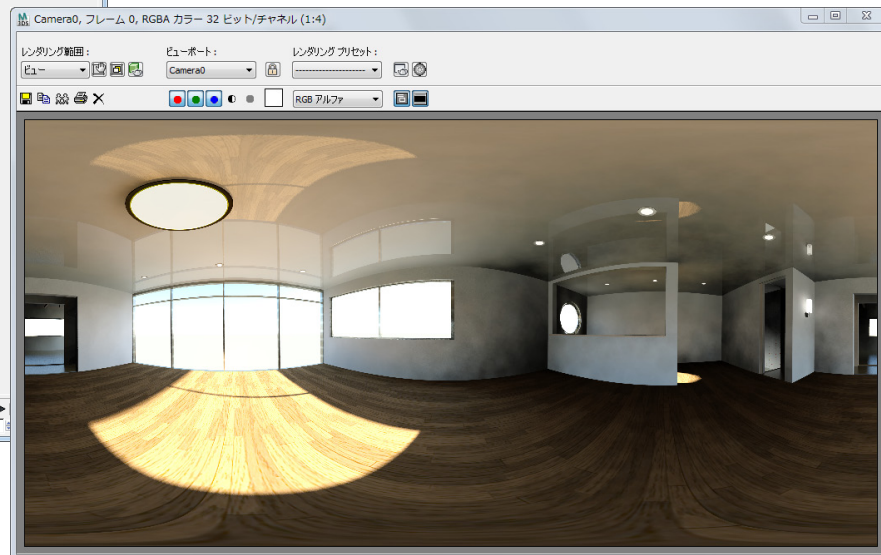 Camera0, フレーム 0, RGBA カラー 32 ビット/チャネル (1:4)
レンダリング範囲: ビューポート: レンダリング プリセット:
ビュー Camera0 --------------------
RGB アルファ